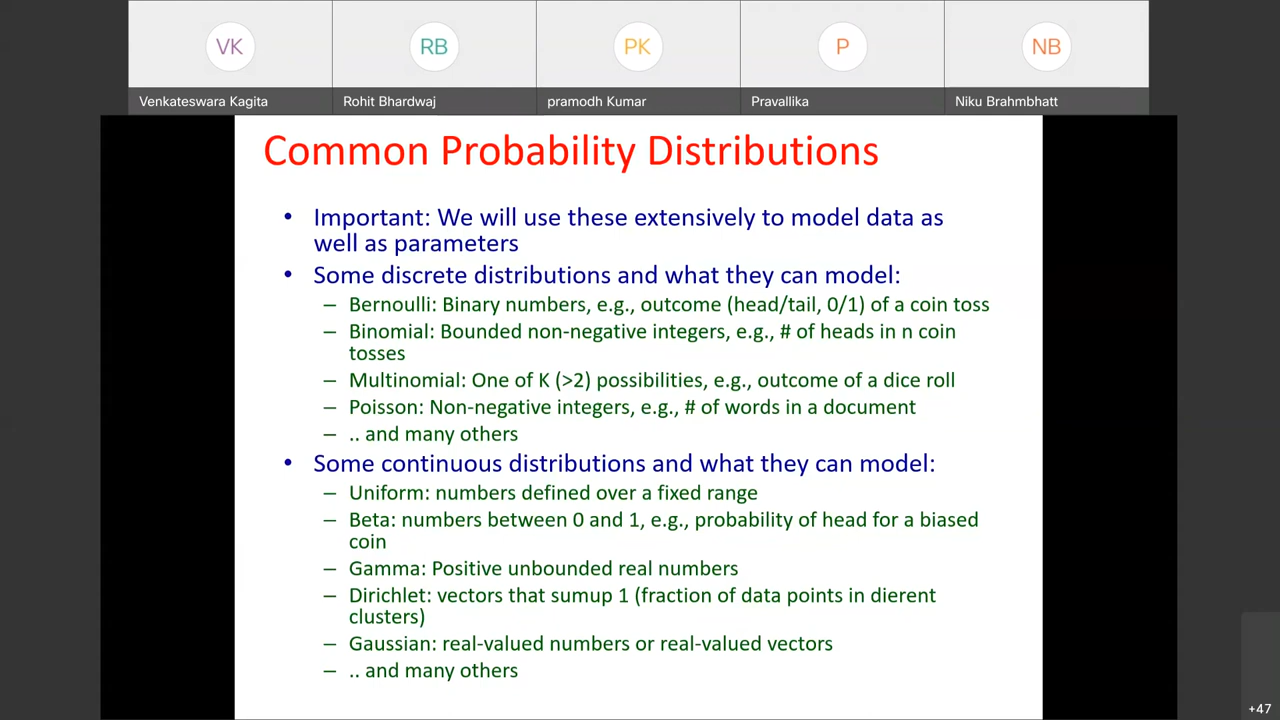 VK
RB
PK
P
NB
Venkateswara Kagita
Rohit Bhardwaj
pramodh Kumar
Pravallika
Niku Brahmbhatt
Common Probability Distributions
• Important: We will use these extensively to model data as
well as parameters
• Some discrete distributions and what they can model:
– Bernoulli: Binary numbers, e.g., outcome (head/tail, 0/1) of a coin toss
– Binomial: Bounded non-negative integers, e.g., # of heads in n coin
tosses
– Multinomial: One of K (>2) possibilities, e.g., outcome of a dice roll
– Poisson: Non-negative integers, e.g., # of words in a document
– .. and many others
• Some continuous distributions and what they can model:
– Uniform: numbers defined over a fixed range
– Beta: numbers between 0 and 1, e.g., probability of head for a biased
coin
– Gamma: Positive unbounded real numbers
– Dirichlet: vectors that sumup 1 (fraction of data points in dierent
clusters)
– Gaussian: real-valued numbers or real-valued vectors
– .. and many others
+47